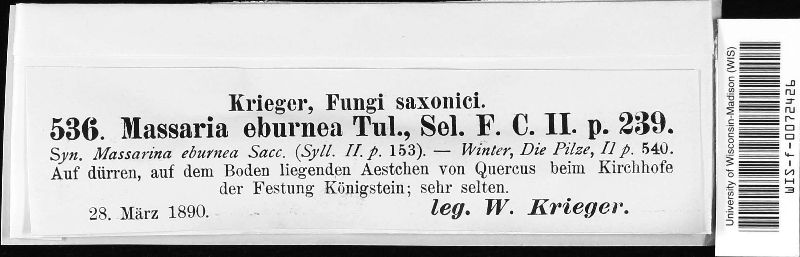 Krieger, Fungi saxonici.
536. Massaria eburnea Tul., Sel. F. C. II. p. 239.
Syn. Massarina eburnea Sacc. (Syll. II. p. 153). — Winter, Die Pilze, II p. 540.
Auf dürren, auf dem Boden liegenden Aestchen von Quercus beim Kirchhofe
der Festung Königstein; sehr selten.
28. März 1890. leg. W. Krieger.
University of Wisconsin-Madison (WIS)
WIS-f-0072426